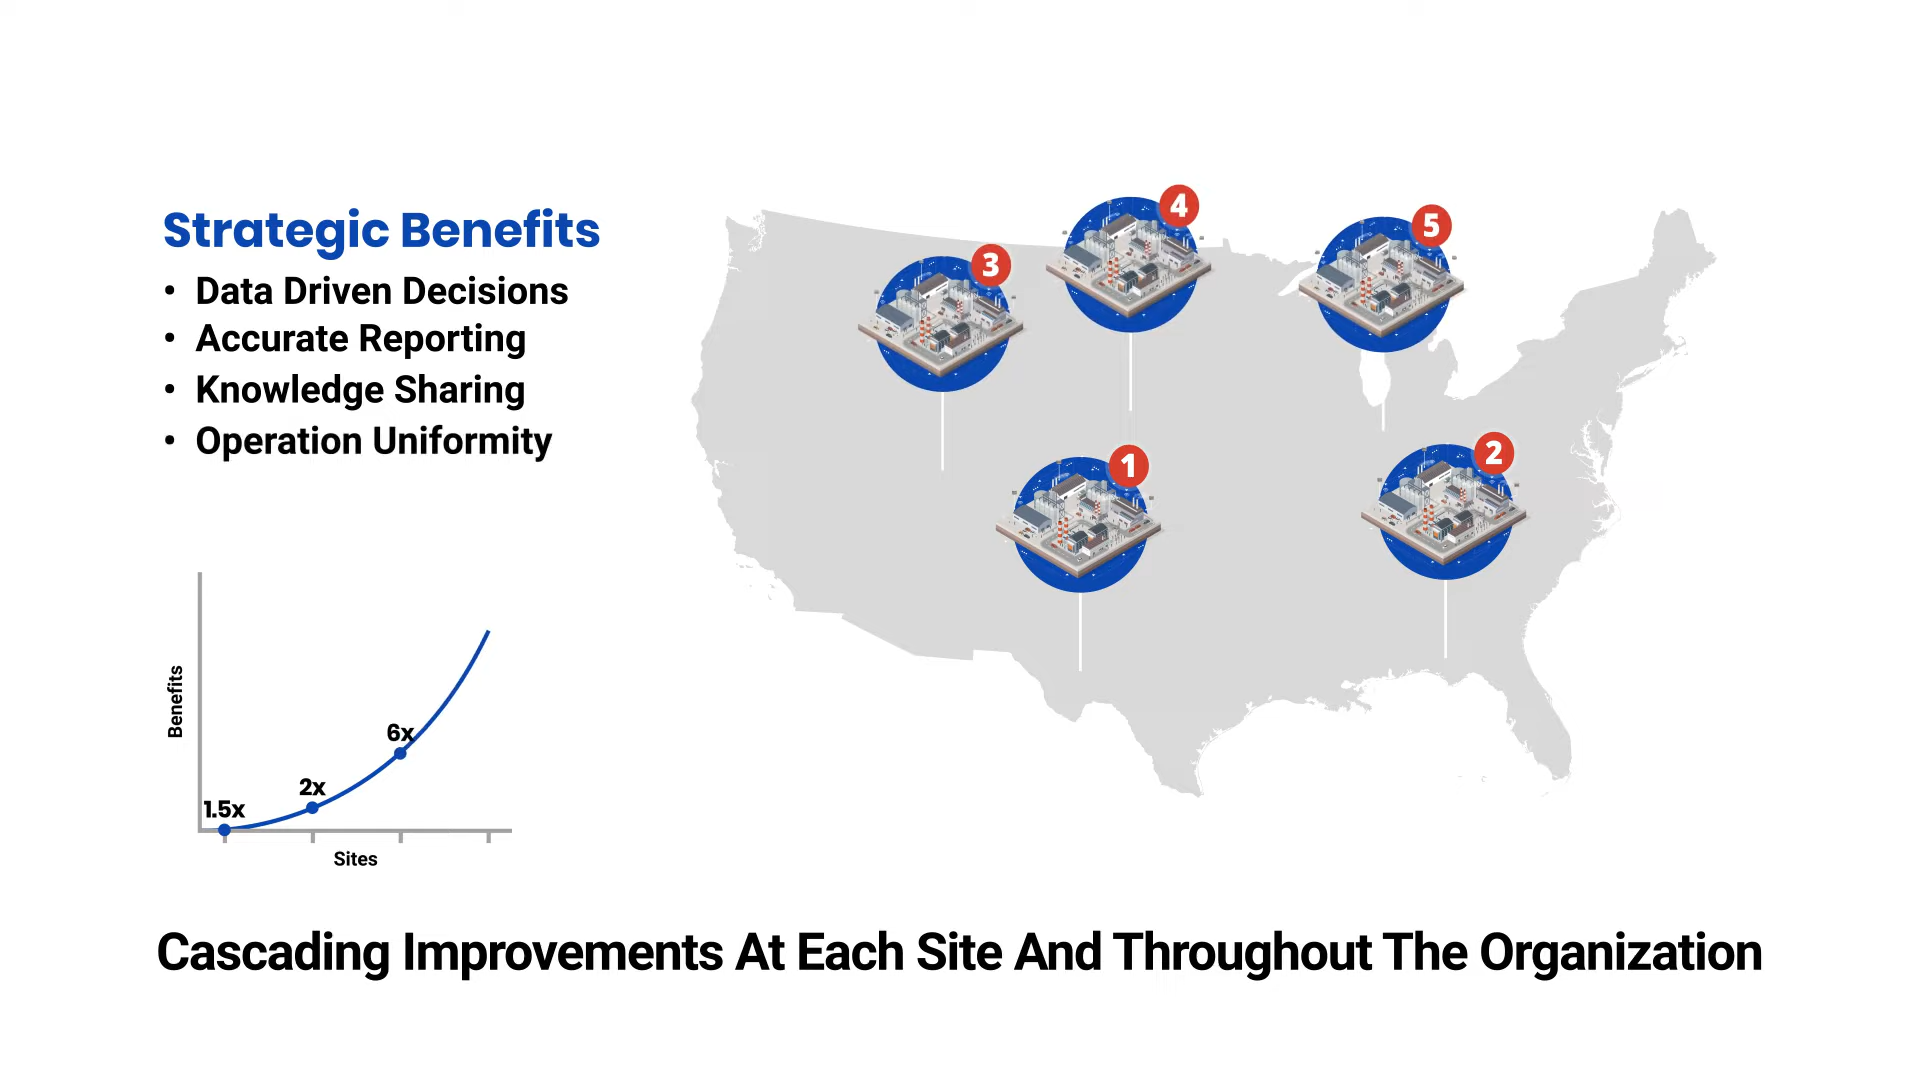 Strategic Benefits
• Data Driven Decisions
• Accurate Reporting
• Knowledge Sharing
• Operation Uniformity
Benefits
1.5x
2x
6x
Sites
3
4
5
1
2
Cascading Improvements At Each Site And Throughout The Organization